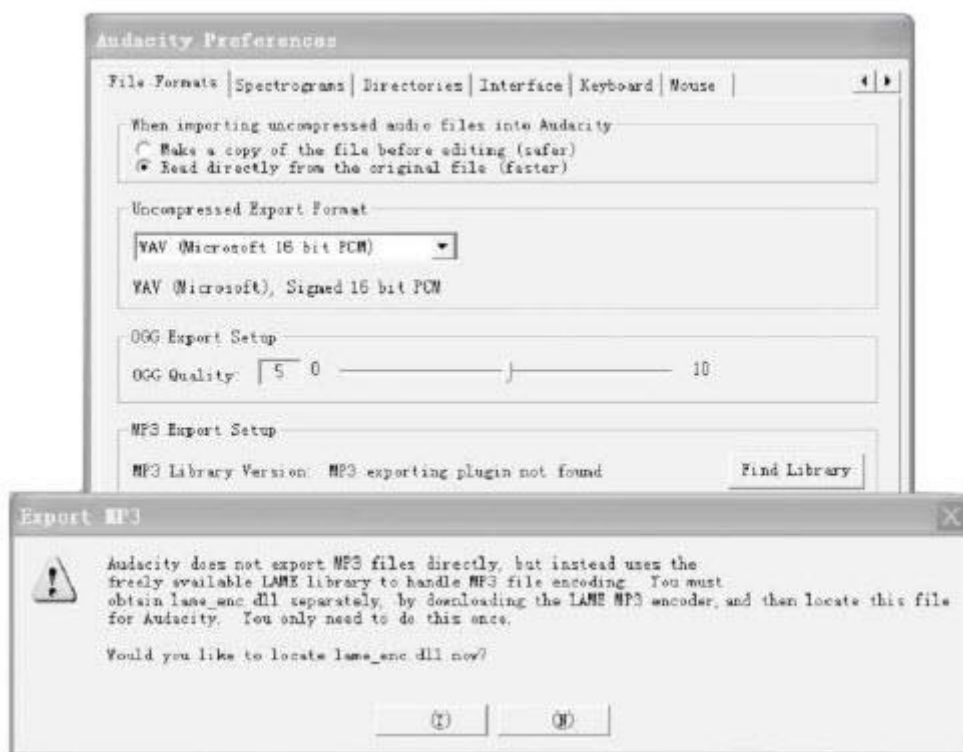 Audacity Preferences
File Formats Spectrograms Directories Interface Keyboard Mouse
When importing uncompressed audio files into Audacity
Make a copy of the file before editing (safer)
Read directly from the original file (faster)
Uncompressed Export Format
WAV (Microsoft 16 bit PCM)
WAV (Microsoft), Signed 16 bit PCM
OGG Export Setup
OGG Quality: 5 0 10
MP3 Export Setup
MP3 Library Version: MP3 exporting plugin not found Find Library
Export MP3
Audacity does not export MP3 files directly, but instead uses the
freely available LAME library to handle MP3 file encoding. You must
obtain lame_enc.dll separately, by downloading the LAME MP3 encoder, and then locate this file
for Audacity. You only need to do this once.
Would you like to locate lame_enc.dll now?
(Y) (N)